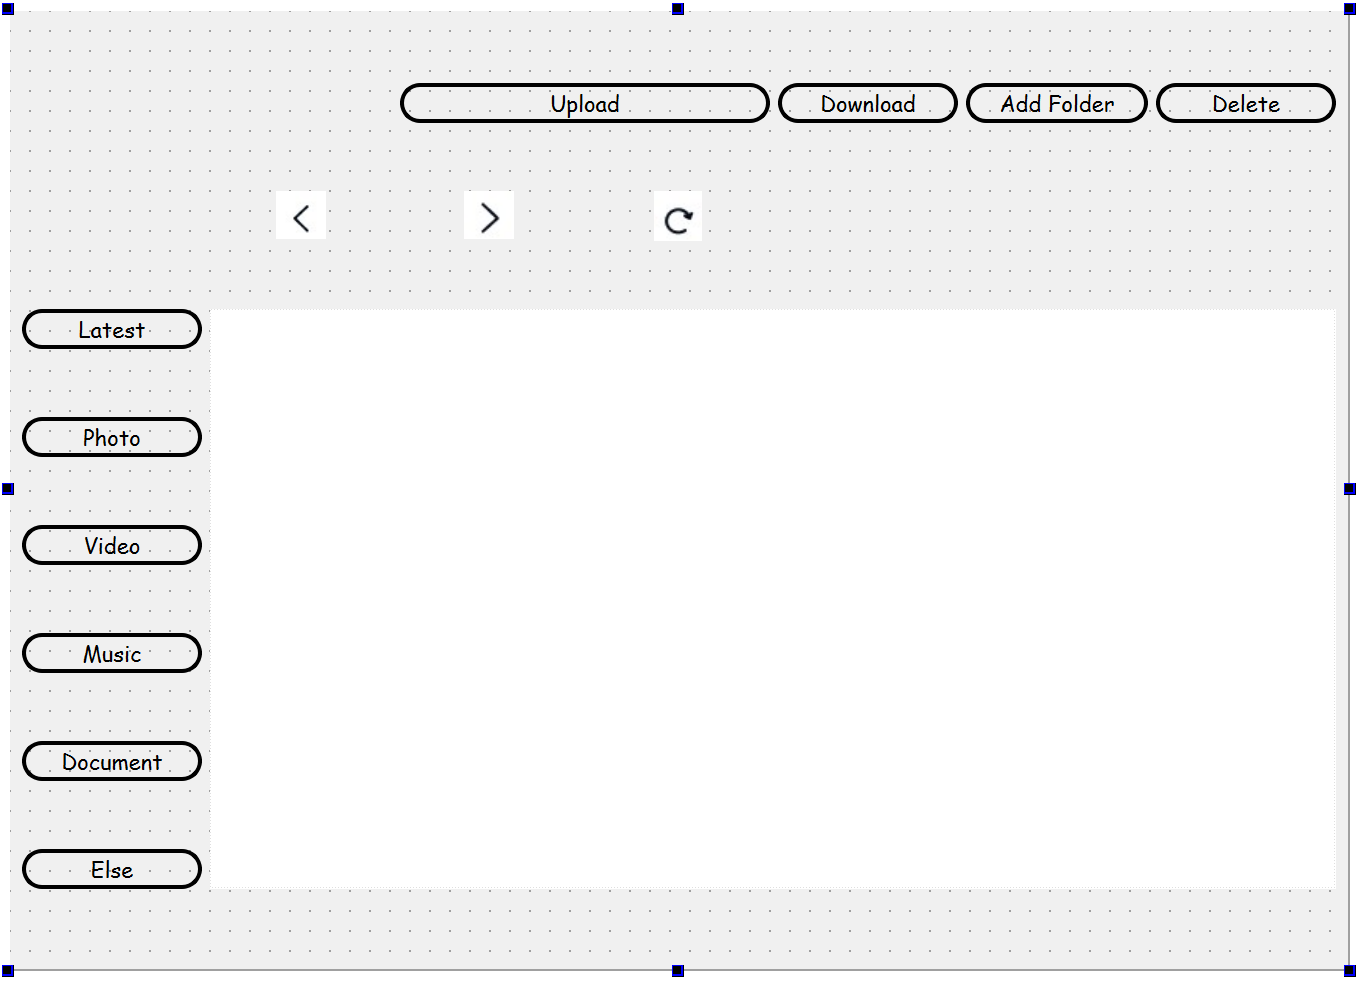 Upload Download Add Folder Delete
Latest
Photo
Video
Music
Document
Else